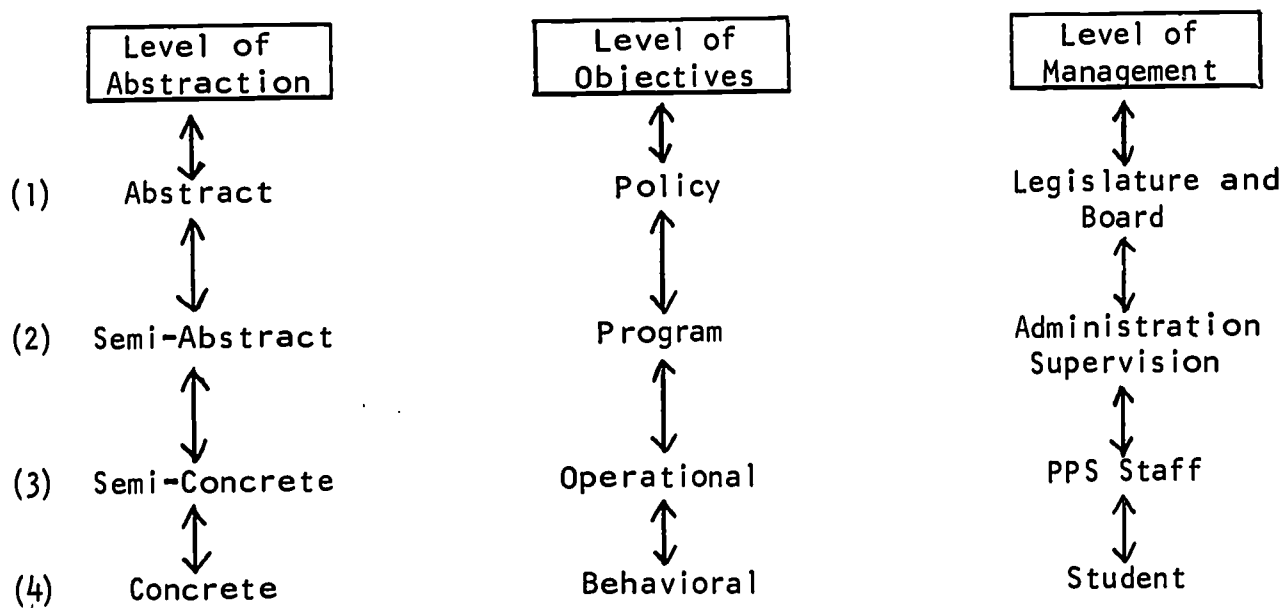 Level of Abstraction
Level of Objectives
Level of Management
(1) Abstract Policy Legislature and Board
(2) Semi-Abstract Program Administration Supervision
(3) Semi-Concrete Operational PPS Staff
(4) Concrete Behavioral Student